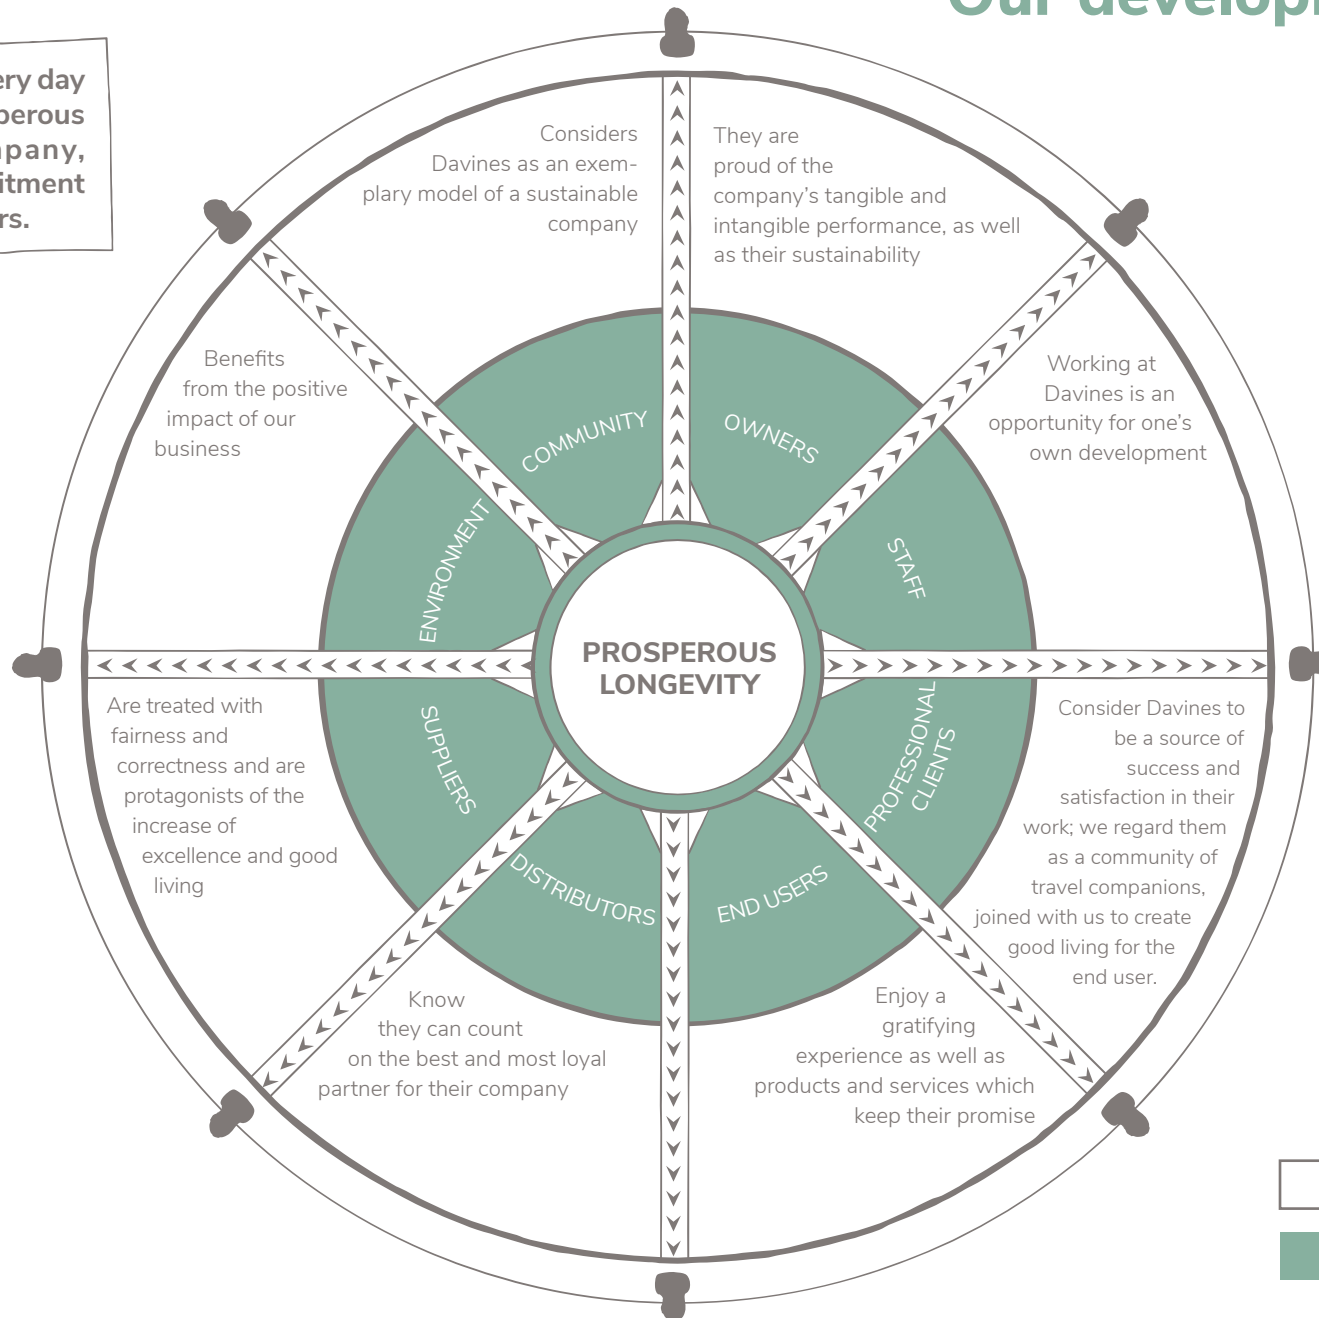 Our develop
ery day
perous
pany,
itment
rs.
Considers
Davines as an exem-
plary model of a sustainable
company
They are
proud of the
company’s tangible and
intangible performance, as well
as their sustainability
Benefits
from the positive
impact of our
business
Working at
Davines is an
opportunity for one’s
own development
COMMUNITY
OWNERS
ENVIRONMENT
STAFF
PROSPEROUS
LONGEVITY
SUPPLIERS
PROFESSIONAL
CLIENTS
DISTRIBUTORS
END USERS
Are treated with
fairness and
correctness and are
protagonists of the
increase of
excellence and good
living
Consider Davines to
be a source of
success and
satisfaction in their
work; we regard them
as a community of
travel companions,
joined with us to create
good living for the
end user.
Know
they can count
on the best and most loyal
partner for their company
Enjoy a
gratifying
experience as well as
products and services which
keep their promise